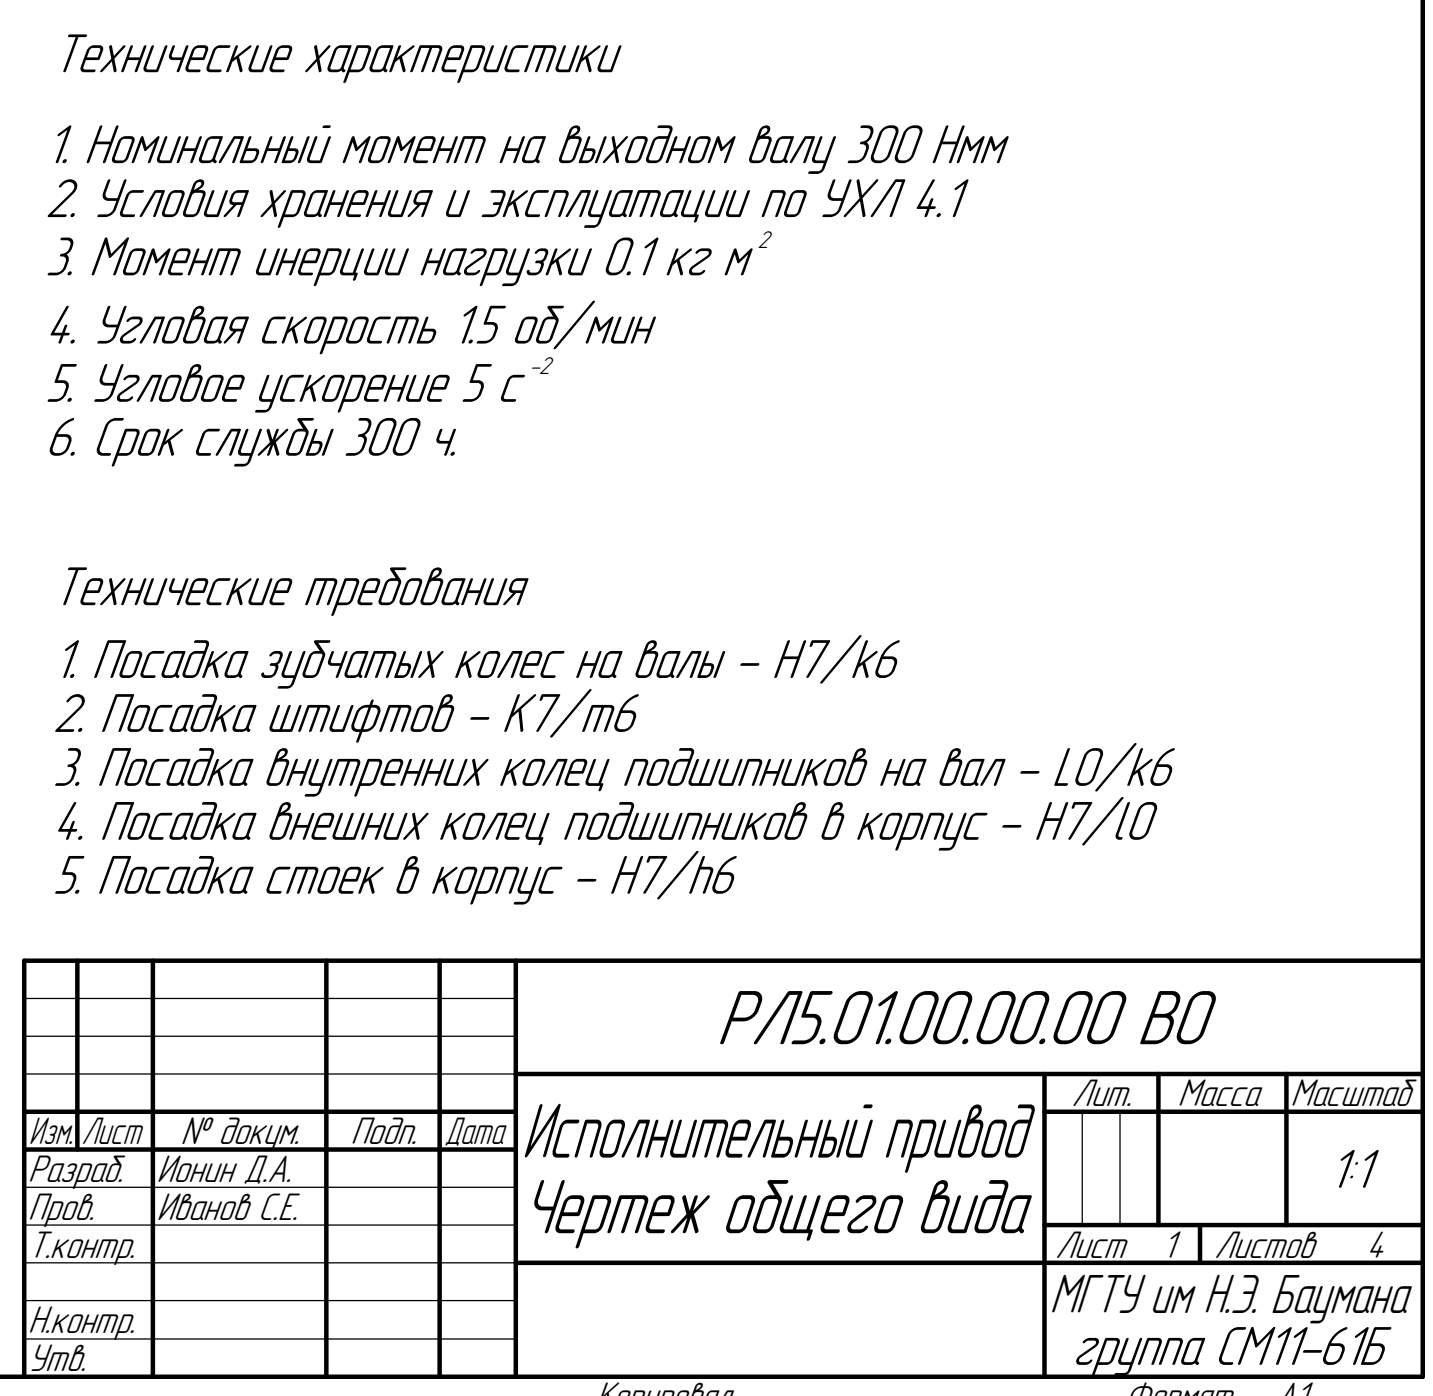 Технические характеристики
1. Номинальный момент на выходном валу 300 Нмм
2. Условия хранения и эксплуатации по УХЛ 4.1
3. Момент инерции нагрузки 0.1 кг м²
4. Угловая скорость 1.5 об/мин
5. Угловое ускорение 5 с⁻²
6. Срок службы 300 ч.
Технические требования
1. Посадка зубчатых колес на валы – H7/k6
2. Посадка штифтов – K7/m6
3. Посадка внутренних колец подшипников на вал – L0/k6
4. Посадка внешних колец подшипников в корпус – H7/l0
5. Посадка стоек в корпус – H7/h6
РЛ5.01.00.00.00 ВО
Изм. Лист № докум. Подп. Дата
Разраб. Ионин Д.А.
Пров. Иванов С.Е.
Т.контр.
Н.контр.
Утв.
Исполнительный привод
Чертеж общего вида
Лит. Масса Масштаб
1:1
Лист 1 Листов 4
МГТУ им Н.Э. Баумана
группа СМ11-61Б
Копировал Формат А1